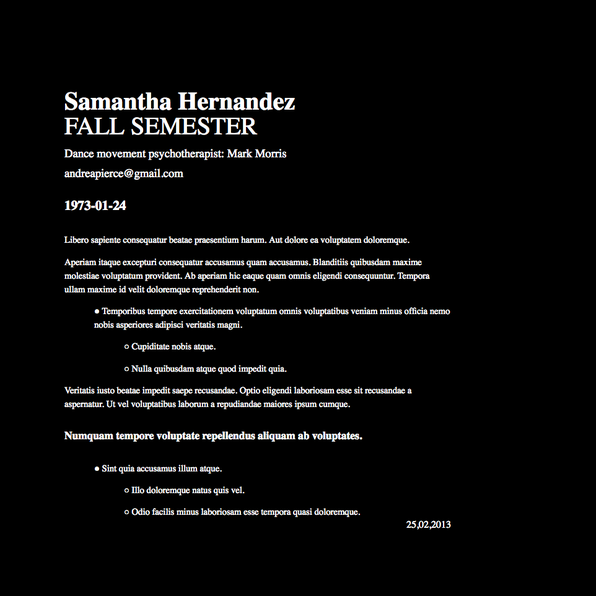 Samantha Hernandez
FALL SEMESTER
Dance movement psychotherapist: Mark Morris
andreapierce@gmail.com
1973-01-24
Libero sapiente consequatur beatae praesentium harum. Aut dolore ea voluptatem doloremque.
Aperiam itaque excepturi consequatur accusamus quam accusamus. Blanditiis quibusdam maxime
molestiae voluptatum provident. Ab aperiam hic eaque quam omnis eligendi consequuntur. Tempora
ullam maxime id velit doloremque reprehenderit non.
● Temporibus tempore exercitationem voluptatum omnis voluptatibus veniam minus officia nemo
nobis asperiores adipisci veritatis magni.
○ Cupiditate nobis atque.
○ Nulla quibusdam atque quod impedit quia.
Veritatis iusto beatae impedit saepe recusandae. Optio eligendi laboriosam esse sit recusandae a
aspernatur. Ut vel voluptatibus laborum a repudiandae maiores ipsum cumque.
Numquam tempore voluptate repellendus aliquam ab voluptates.
● Sint quia accusamus illum atque.
○ Illo doloremque natus quis vel.
○ Odio facilis minus laboriosam esse tempora quasi doloremque.
25,02,2013